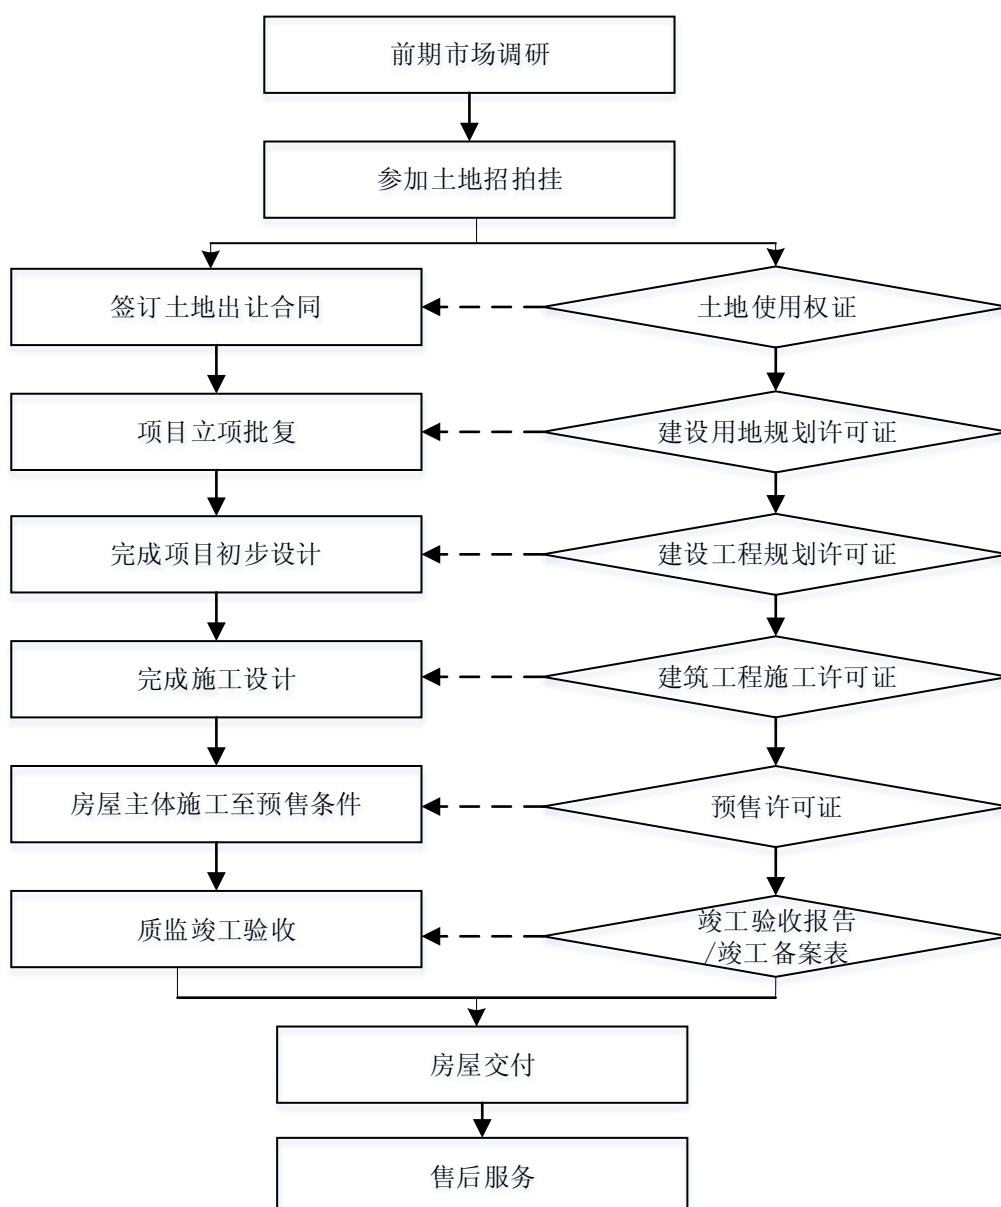 前期市场调研
参加土地招拍挂
签订土地出让合同
土地使用权证
项目立项批复
建设用地规划许可证
完成项目初步设计
建设工程规划许可证
完成施工设计
建筑工程施工许可证
房屋主体施工至预售条件
预售许可证
质监竣工验收
竣工验收报告
/竣工备案表
房屋交付
售后服务